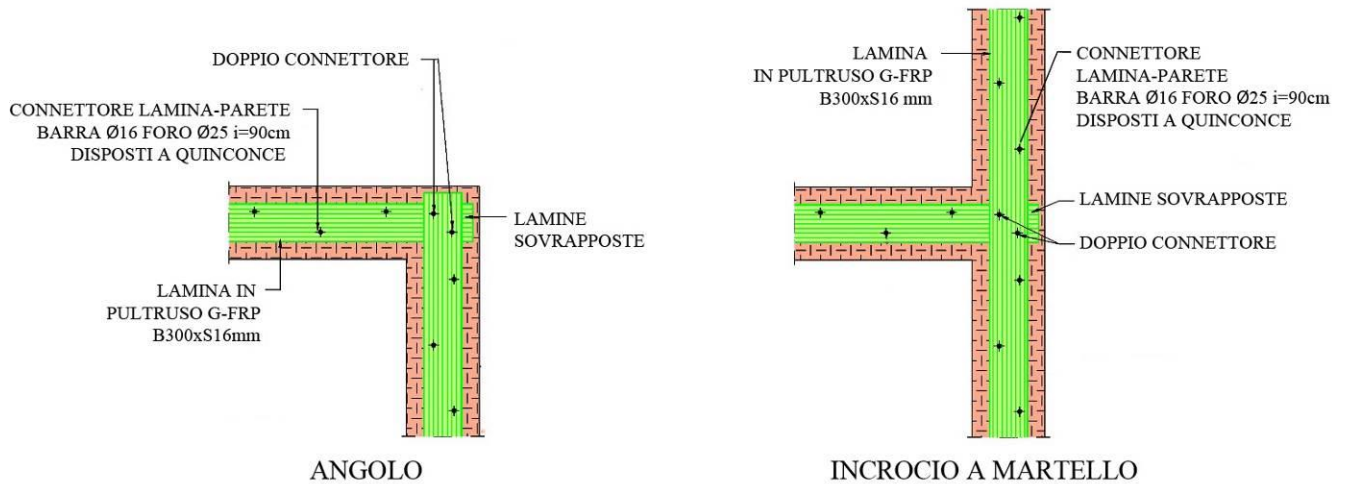 DOPPIO CONNETTORE
CONNETTORE LAMINA-PARETE
BARRA Ø16 FORO Ø25 i=90cm
DISPOSTI A QUINCONCE
LAMINE
SOVRAPPOSTE
LAMINA IN
PULTRUSO G-FRP
B300xS16mm
ANGOLO
LAMINA
IN PULTRUSO G-FRP
B300xS16 mm
CONNETTORE
LAMINA-PARETE
BARRA Ø16 FORO Ø25 i=90cm
DISPOSTI A QUINCONCE
LAMINE SOVRAPPOSTE
DOPPIO CONNETTORE
INCROCIO A MARTELLO